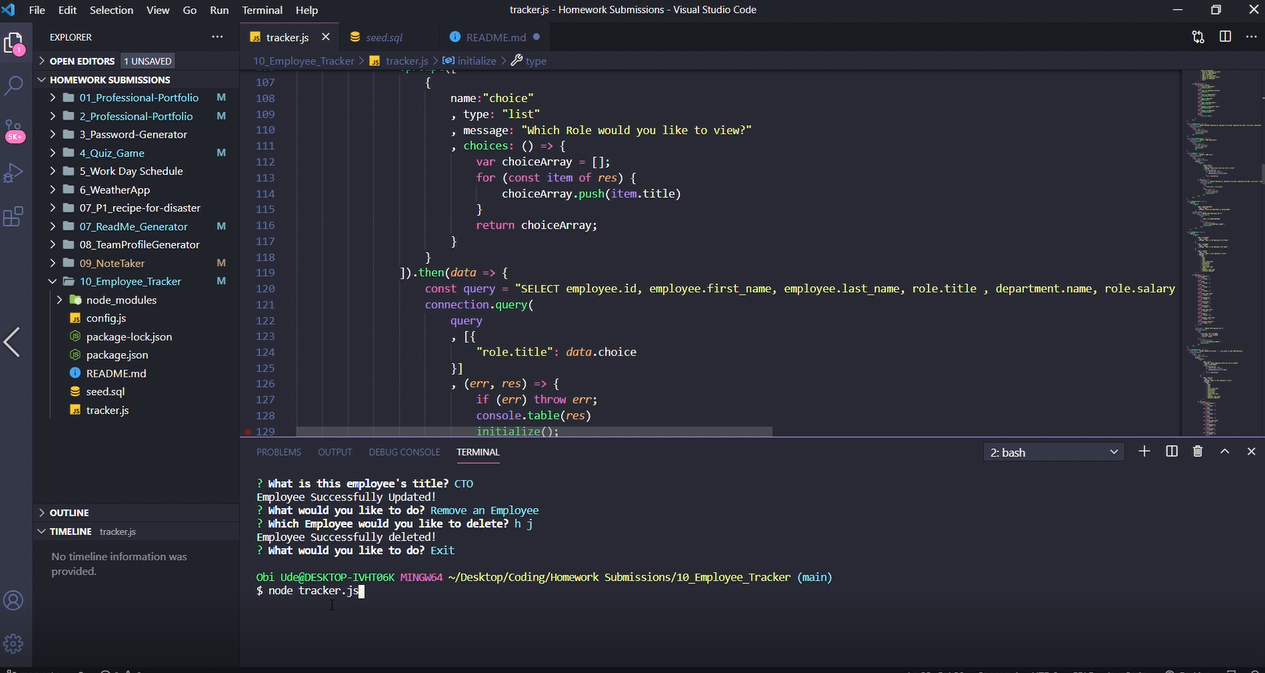 File Edit Selection View Go Run Terminal Help
tracker.js - Homework Submissions - Visual Studio Code
EXPLORER
tracker.js
seed.sql
README.md
1
OPEN EDITORS 1 UNSAVED
10_Employee_Tracker > tracker.js > initialize > type
HOMEWORK SUBMISSIONS
01_Professional-Portfolio M
2_Professional-Portfolio M
3_Password-Generator
4_Quiz_Game M
5_Work Day Schedule
6_WeatherApp
07_P1_recipe-for-disaster
07_ReadMe_Generator M
08_TeamProfileGenerator
09_NoteTaker M
10_Employee_Tracker M
node_modules
config.js
package-lock.json
package.json
README.md
seed.sql
tracker.js
5K+
OUTLINE
TIMELINE tracker.js
No timeline information was
provided.
107 {
108 name:"choice"
109 , type: "list"
110 , message: "Which Role would you like to view?"
111 , choices: () => {
112 var choiceArray = [];
113 for (const item of res) {
114 choiceArray.push(item.title)
115 }
116 return choiceArray;
117 }
118 }
119 ]).then(data => {
120 const query = "SELECT employee.id, employee.first_name, employee.last_name, role.title , department.name, role.salary
121 connection.query(
122 query
123 , [{
124 "role.title": data.choice
125 }]
126 , (err, res) => {
127 if (err) throw err;
128 console.table(res)
129 initialize();
PROBLEMS OUTPUT DEBUG CONSOLE TERMINAL
2: bash
? What is this employee's title? CTO
Employee Successfully Updated!
? What would you like to do? Remove an Employee
? Which Employee would you like to delete? h j
Employee Successfully deleted!
? What would you like to do? Exit
Obi Ude@DESKTOP-IVHT06K MINGW64 ~/Desktop/Coding/Homework Submissions/10_Employee_Tracker (main)
$ node tracker.js